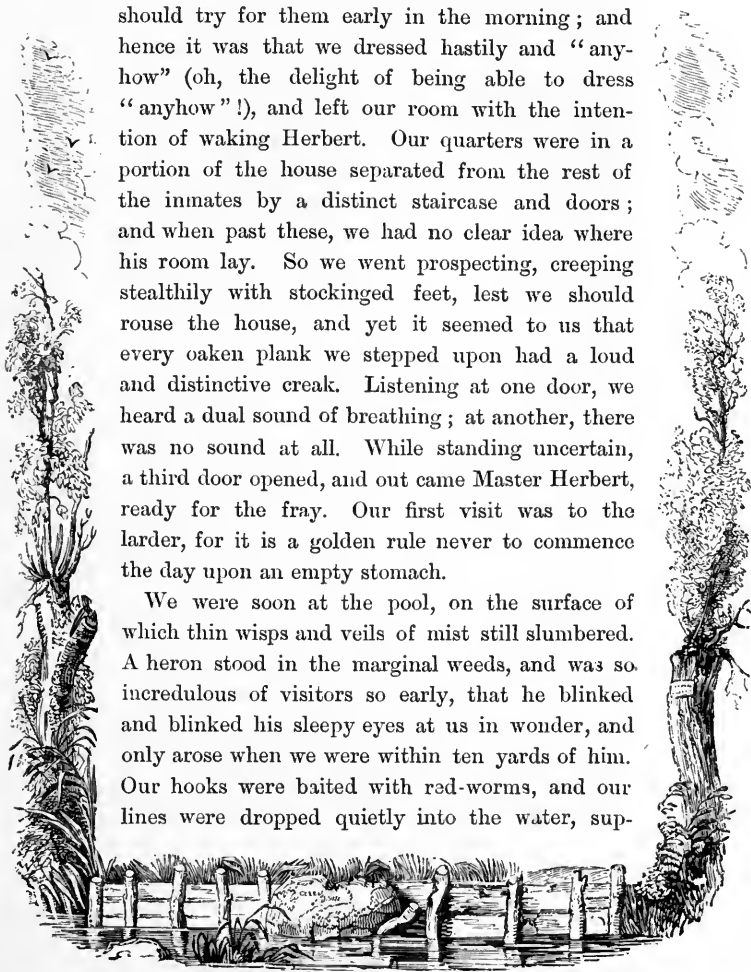 should try for them early in the morning; and
hence it was that we dressed hastily and “any-
how” (oh, the delight of being able to dress
“anyhow”!), and left our room with the inten-
tion of waking Herbert. Our quarters were in a
portion of the house separated from the rest of
the inmates by a distinct staircase and doors;
and when past these, we had no clear idea where
his room lay. So we went prospecting, creeping
stealthily with stockinged feet, lest we should
rouse the house, and yet it seemed to us that
every oaken plank we stepped upon had a loud
and distinctive creak. Listening at one door, we
heard a dual sound of breathing; at another, there
was no sound at all. While standing uncertain,
a third door opened, and out came Master Herbert,
ready for the fray. Our first visit was to the
larder, for it is a golden rule never to commence
the day upon an empty stomach.
We were soon at the pool, on the surface of
which thin wisps and veils of mist still slumbered.
A heron stood in the marginal weeds, and was so
incredulous of visitors so early, that he blinked
and blinked his sleepy eyes at us in wonder, and
only arose when we were within ten yards of him.
Our hooks were baited with red-worms, and our
lines were dropped quietly into the water, sup-